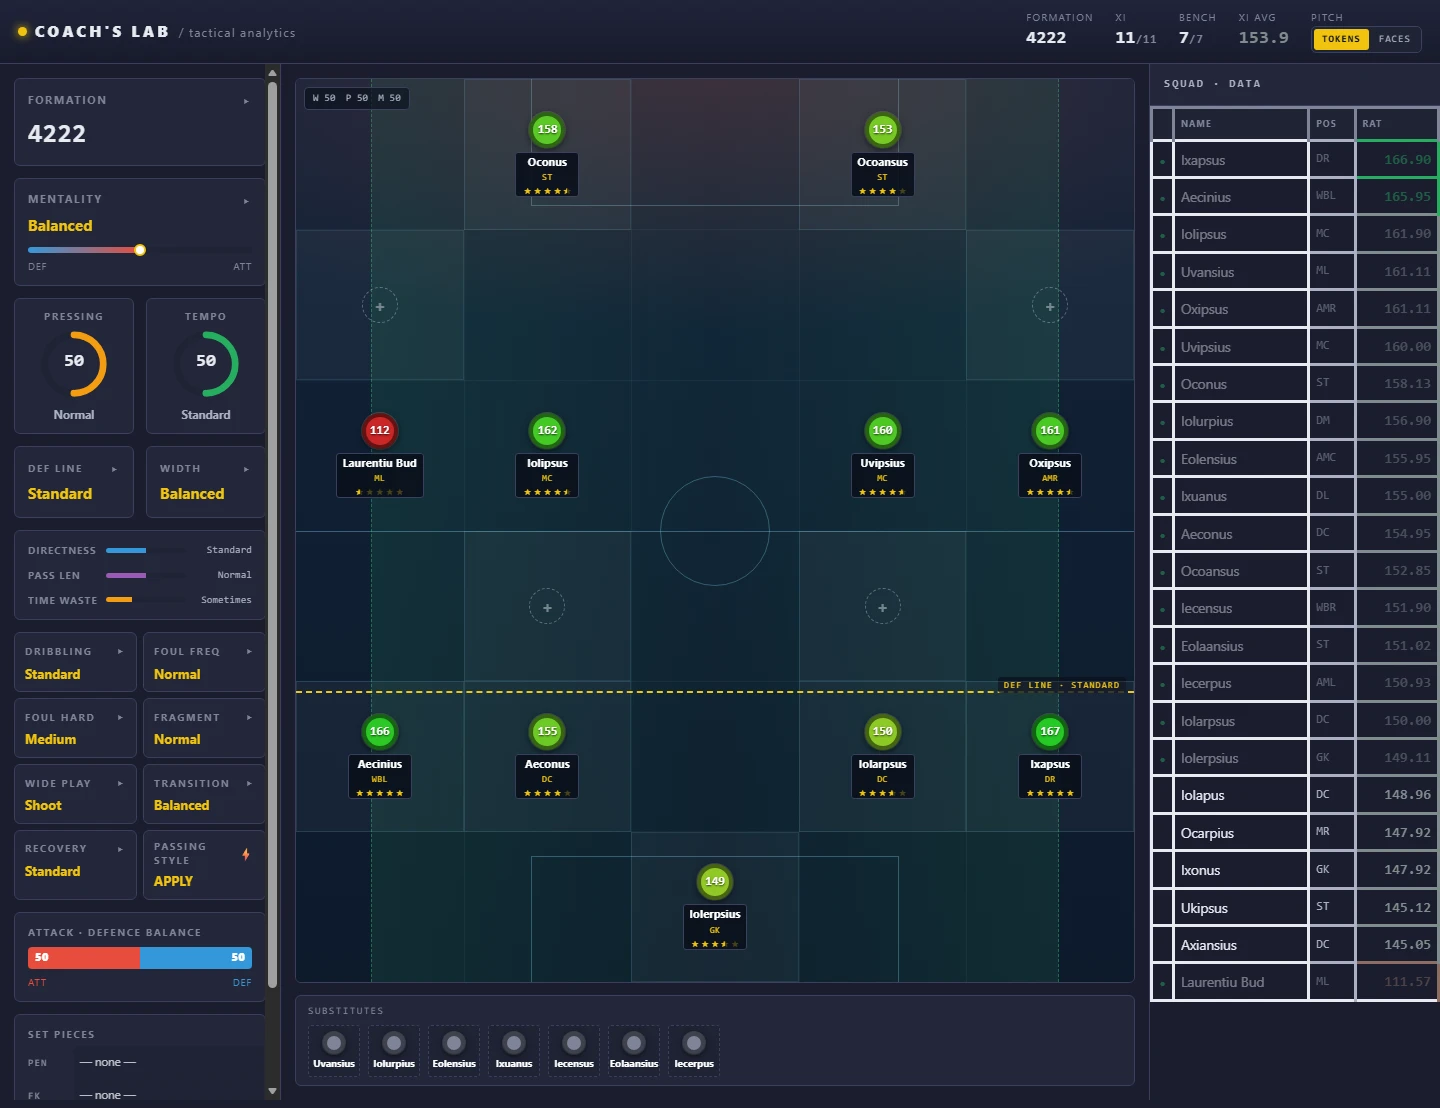 COACH'S LAB / tactical analytics
FORMATION
4222
XI
11/11
BENCH
7/7
XI AVG
153.9
PITCH
TOKENS FACES
FORMATION
4222
MENTALITY
Balanced
DEF ATT
PRESSING
50
Normal
TEMPO
50
Standard
DEF LINE
Standard
WIDTH
Balanced
DIRECTNESS Standard
PASS LEN Normal
TIME WASTE Sometimes
DRIBBLING
Standard
FOUL FREQ
Normal
FOUL HARD
Medium
FRAGMENT
Normal
WIDE PLAY
Shoot
TRANSITION
Balanced
RECOVERY
Standard
PASSING
STYLE
APPLY
ATTACK · DEFENCE BALANCE
50 50
ATT DEF
SET PIECES
PEN — none —
FK — none —
W 50 P 50 M 50
158
Oconus
ST
153
Ocoansus
ST
+ +
112
Laurentiu Bud
ML
162
Iolipsus
MC
160
Uvipsius
MC
161
Oxipsus
AMR
+ +
DEF LINE · STANDARD
166
Aecinius
WBL
155
Aeconus
DC
150
Iolarpsus
DC
167
Ixapsus
DR
149
Iolerpsius
GK
SUBSTITUTES
Uvansius Iolurpius Eolensius Ixuanus Iecensus Eolaansius Iecerpus
SQUAD · DATA
NAME POS RAT
Ixapsus DR 166.90
Aecinius WBL 165.95
Iolipsus MC 161.90
Uvansius ML 161.11
Oxipsus AMR 161.11
Uvipsius MC 160.00
Oconus ST 158.13
Iolurpius DM 156.90
Eolensius AMC 155.95
Ixuanus DL 155.00
Aeconus DC 154.95
Ocoansus ST 152.85
Iecensus WBR 151.90
Eolaansius ST 151.02
Iecerpus AML 150.93
Iolarpsus DC 150.00
Iolerpsius GK 149.11
Iolapus DC 148.96
Ocarpius MR 147.92
Ixonus GK 147.92
Ukipsus ST 145.12
Axiansius DC 145.05
Laurentiu Bud ML 111.57